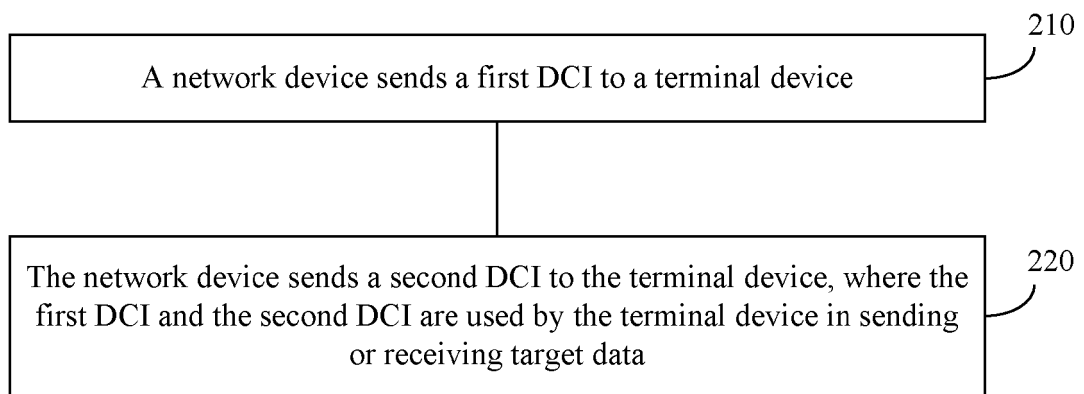 210
A network device sends a first DCI to a terminal device
220
The network device sends a second DCI to the terminal device, where the
first DCI and the second DCI are used by the terminal device in sending
or receiving target data